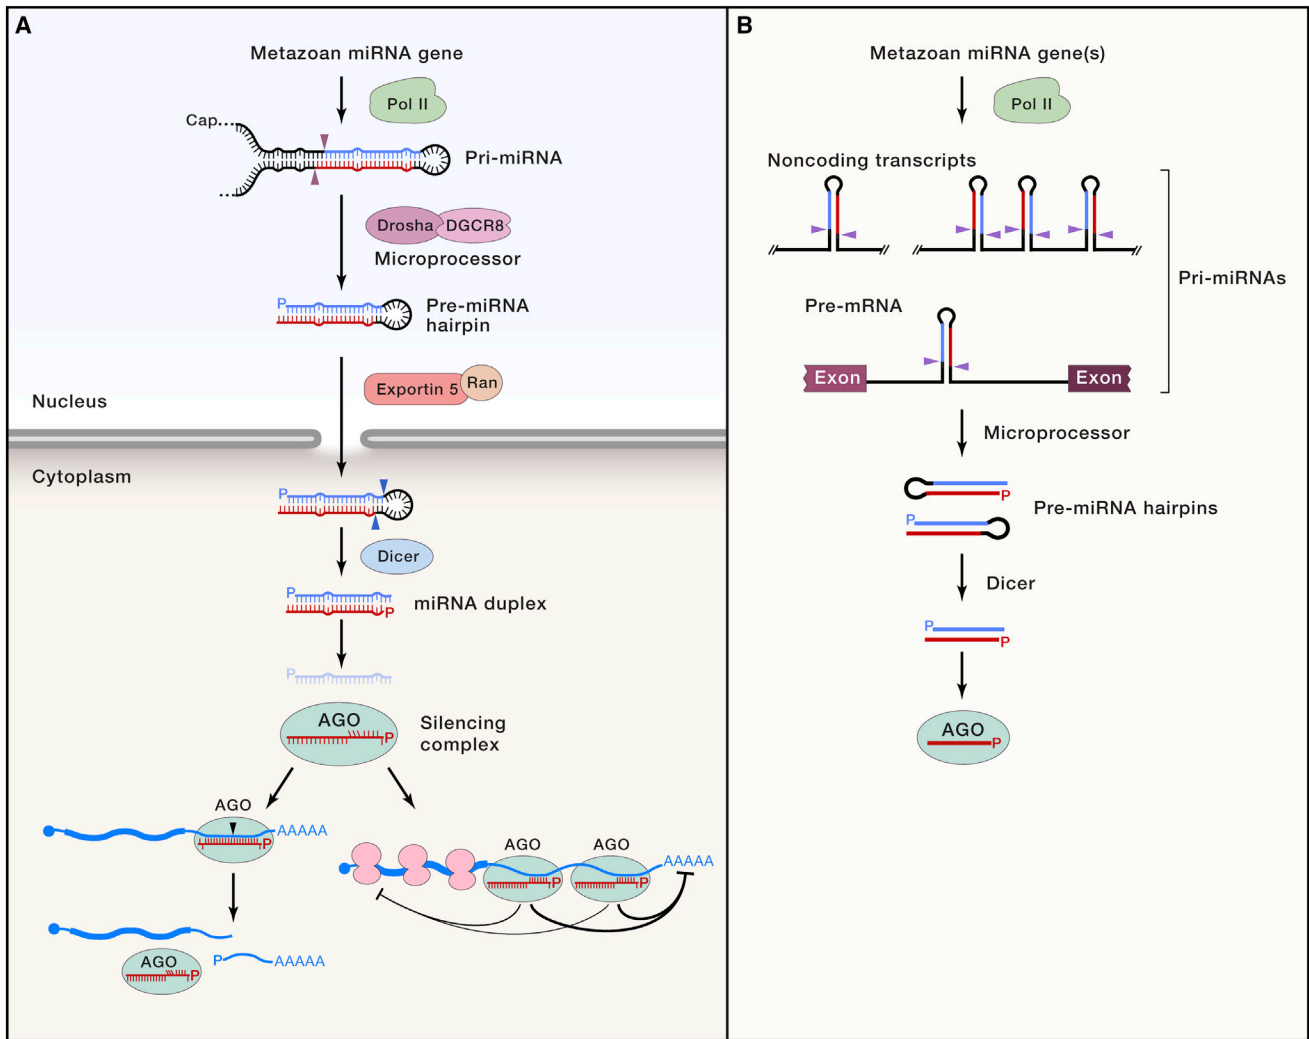 A
Metazoan miRNA gene
Pol II
Cap
Pri-miRNA
Drosha
DGCR8
Microprocessor
P
Pre-miRNA
hairpin
Exportin 5
Ran
Nucleus
Cytoplasm
P
Dicer
P
P
miRNA duplex
P
AGO
P
Silencing
complex
AGO
AAAAA
P
AGO
AGO
AAAAA
P
P
AGO
P
P
AAAAA
B
Metazoan miRNA gene(s)
Pol II
Noncoding transcripts
Pri-miRNAs
Pre-mRNA
Exon
Exon
Microprocessor
P
Pre-miRNA hairpins
P
Dicer
P
P
AGO
P